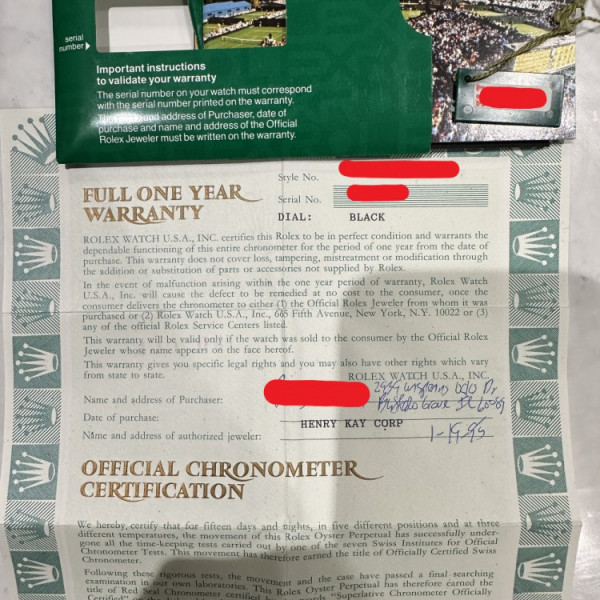 serial
number
Important instructions
to validate your warranty
The serial number on your watch must correspond
with the serial number printed on the warranty.
and address of Purchaser, date of
purchase and name and address of the Official
Rolex Jeweler must be written on the warranty.
Style No.
FULL ONE YEAR
WARRANTY
Serial No.
DIAL: BLACK
ROLEX WATCH U.S.A., INC. certifies this Rolex to be in perfect condition and warrants the
dependable functioning of this entire chronometer for the period of one year from the date of
purchase. This warranty does not cover loss, tampering, mistreatment or modification through
the addition or substitution of parts or accessories not supplied by Rolex.
In the event of malfunction arising within the one year period of warranty, Rolex Watch
U.S.A., Inc. will cause the defect to be remedied at no cost to the consumer, once the
consumer delivers the chronometer to either (1) the Official Rolex Jeweler from whom it was
purchased or (2) Rolex Watch U.S.A., Inc., 665 Fifth Avenue, New York, N.Y. 10022 or (3)
any of the official Rolex Service Centers listed.
This warranty will be valid only if the watch was sold to the consumer by the Official Rolex
Jeweler whose name appears on the face hereof.
This warranty gives you specific legal rights and you may also have other rights which vary
from state to state.
ROLEX WATCH U.S.A., INC.
Name and address of Purchaser:
Date of purchase:
HENRY KAY CORP
Name and address of authorized jeweler:
1-19-95
OFFICIAL CHRONOMETER
CERTIFICATION
We hereby, certify that for fifteen days and nights, in five different positions and at three
different temperatures, the movement of this Rolex Oyster Perpetual has successfully under-
gone all the time-keeping tests carried out by one of the seven Swiss Institutes for Official
Chronometer Tests. This movement has therefore earned the title of Officially Certified Swiss
Chronometer.
Following these rigorous tests, the movement and the case have passed a final searching
examination in our own laboratories. This Rolex Oyster Perpetual has therefore earned the
title of Red Seal Chronometer certified "Superlative Chronometer Officially
Certified" on the